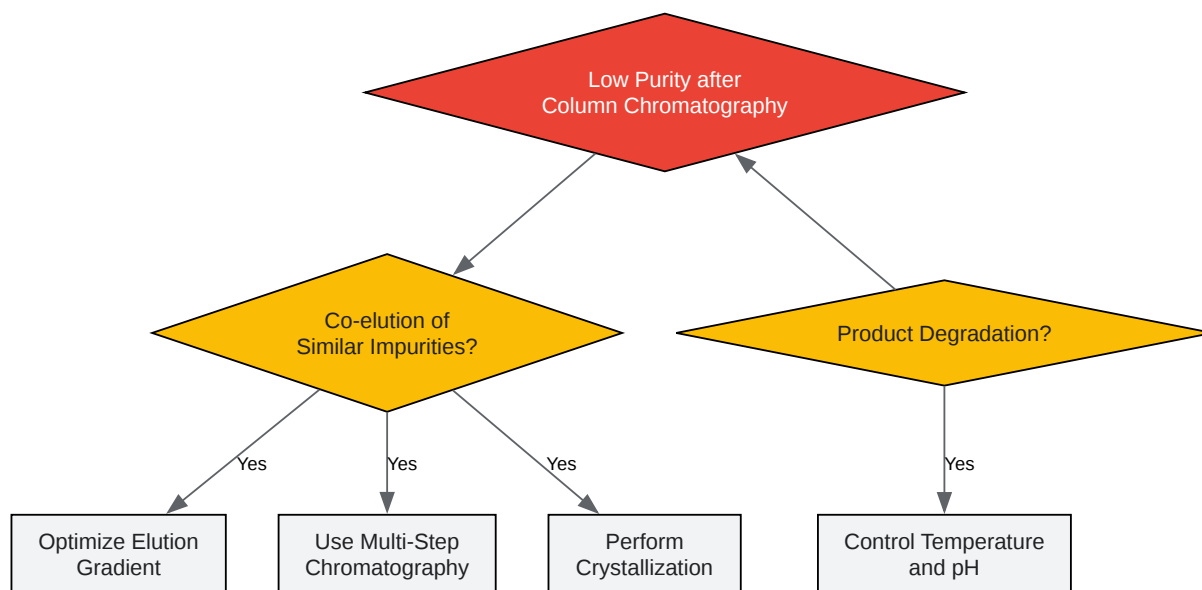 Low Purity after
Column Chromatography
Co-elution of
Similar Impurities?
Product Degradation?
Yes
Yes
Yes
Yes
Optimize Elution
Gradient
Use Multi-Step
Chromatography
Perform
Crystallization
Control Temperature
and pH